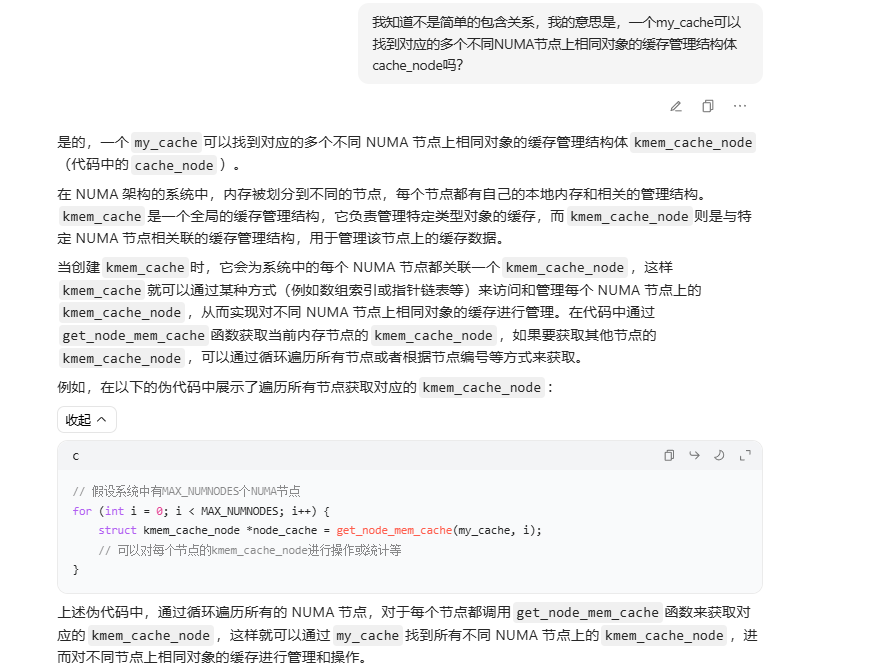 我知道不是简单的包含关系，我的意思是，一个my_cache可以
找到对应的多个不同NUMA节点上相同对象的缓存管理结构体
cache_node吗?
是的，一个 my_cache 可以找到对应的多个不同 NUMA 节点上相同对象的缓存管理结构体 kmem_cache_node
（代码中的 cache_node ）。
在 NUMA 架构的系统中，内存被划分到不同的节点，每个节点都有自己的本地内存和相关的管理结构。
kmem_cache 是一个全局的缓存管理结构，它负责管理特定类型对象的缓存，而 kmem_cache_node 则是与特
定 NUMA 节点相关联的缓存管理结构，用于管理该节点上的缓存数据。
当创建 kmem_cache 时，它会为系统中的每个 NUMA 节点都关联一个 kmem_cache_node ，这样
kmem_cache 就可以通过某种方式（例如数组索引或指针链表等）来访问和管理每个 NUMA 节点上的
kmem_cache_node ，从而实现对不同 NUMA 节点上相同对象的缓存进行管理。在代码中通过
get_node_mem_cache 函数获取当前内存节点的 kmem_cache_node ，如果要获取其他节点的
kmem_cache_node ，可以通过循环遍历所有节点或者根据节点编号等方式来获取。
例如，在以下的伪代码中展示了遍历所有节点获取对应的 kmem_cache_node ：
收起
c
// 假设系统中有MAX_NUMNODES个NUMA节点
for (int i = 0; i < MAX_NUMNODES; i++) {
    struct kmem_cache_node *node_cache = get_node_mem_cache(my_cache, i);
    // 可以对每个节点的kmem_cache_node进行操作或统计等
}
上述伪代码中，通过循环遍历所有的 NUMA 节点，对于每个节点都调用 get_node_mem_cache 函数来获取对
应的 kmem_cache_node ，这样就可以通过 my_cache 找到所有不同 NUMA 节点上的 kmem_cache_node ，进
而对不同节点上相同对象的缓存进行管理和操作。